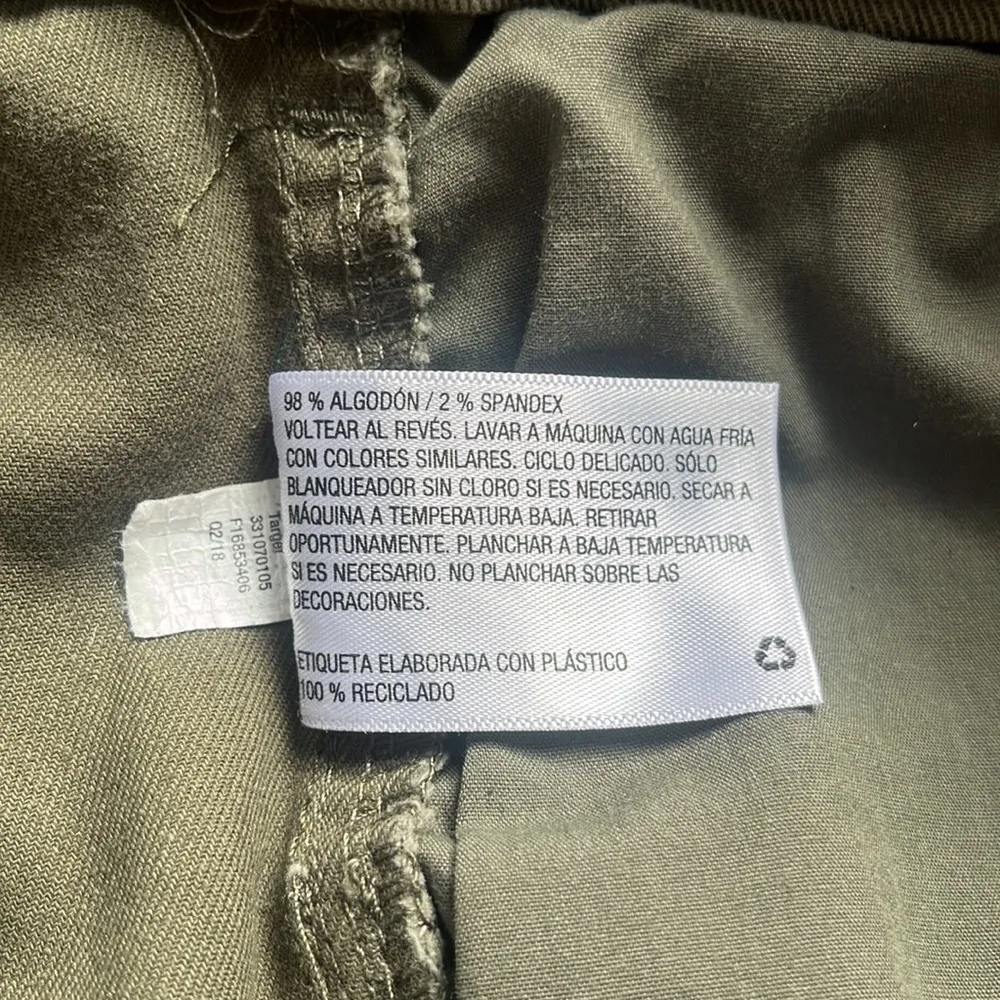 98 % ALGODÓN / 2 % SPANDEX
VOLTEAR AL REVÉS. LAVAR A MÁQUINA CON AGUA FRÍA
CON COLORES SIMILARES. CICLO DELICADO. SÓLO
BLANQUEADOR SIN CLORO SI ES NECESARIO. SECAR A
MÁQUINA A TEMPERATURA BAJA. RETIRAR
OPORTUNAMENTE. PLANCHAR A BAJA TEMPERATURA
SI ES NECESARIO. NO PLANCHAR SOBRE LAS
DECORACIONES.
ETIQUETA ELABORADA CON PLÁSTICO
100 % RECICLADO
Target
331070105
F16853406
02/18